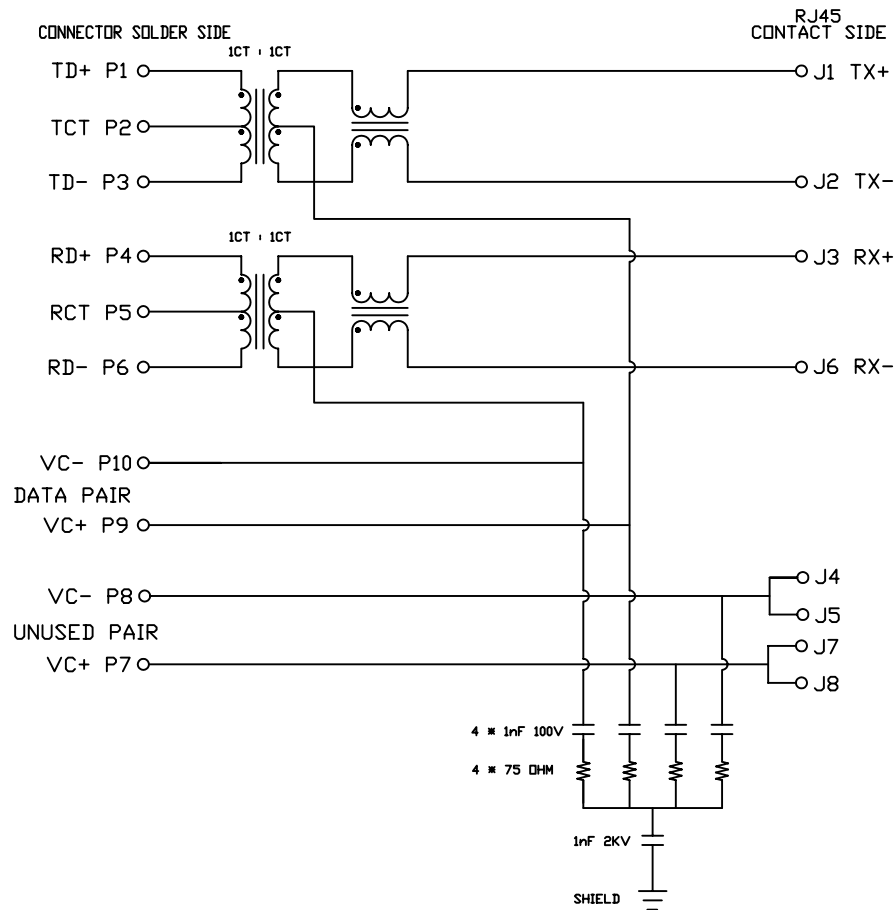 CONNECTOR SOLDER SIDE
RJ45
CONTACT SIDE
1CT : 1CT
TD+ P1
J1 TX+
TCT P2
TD- P3
J2 TX-
1CT : 1CT
RD+ P4
J3 RX+
RCT P5
RD- P6
J6 RX-
VC- P10
DATA PAIR
VC+ P9
J4
VC- P8
J5
UNUSED PAIR
J7
VC+ P7
J8
4 * 1nF 100V
4 * 75 OHM
1nF 2KV
SHIELD